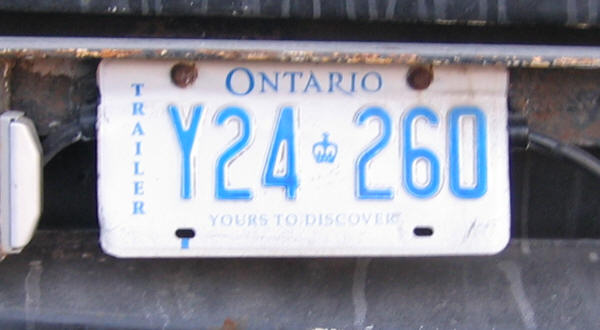 ONTARIO
TRAILER
Y24 260
YOURS TO DISCOVER